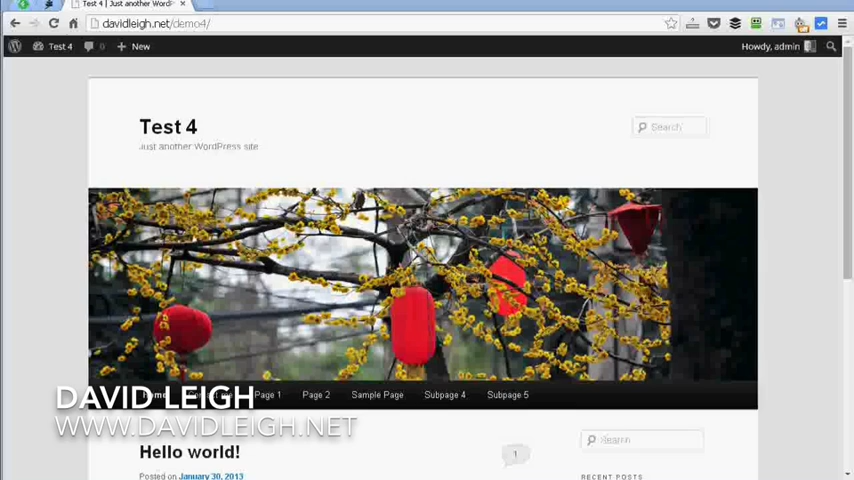 Test 4 | Just another WordP
davidleigh.net/demo4/
Test 4 0 New Howdy, admin
Test 4
Just another WordPress site
Search
DAVID LEIGH
Page 1 Page 2 Sample Page Subpage 4 Subpage 5
WWW.DAVIDLEIGH.NET
Hello world!
1
Search
Posted on January 30, 2013
RECENT POSTS